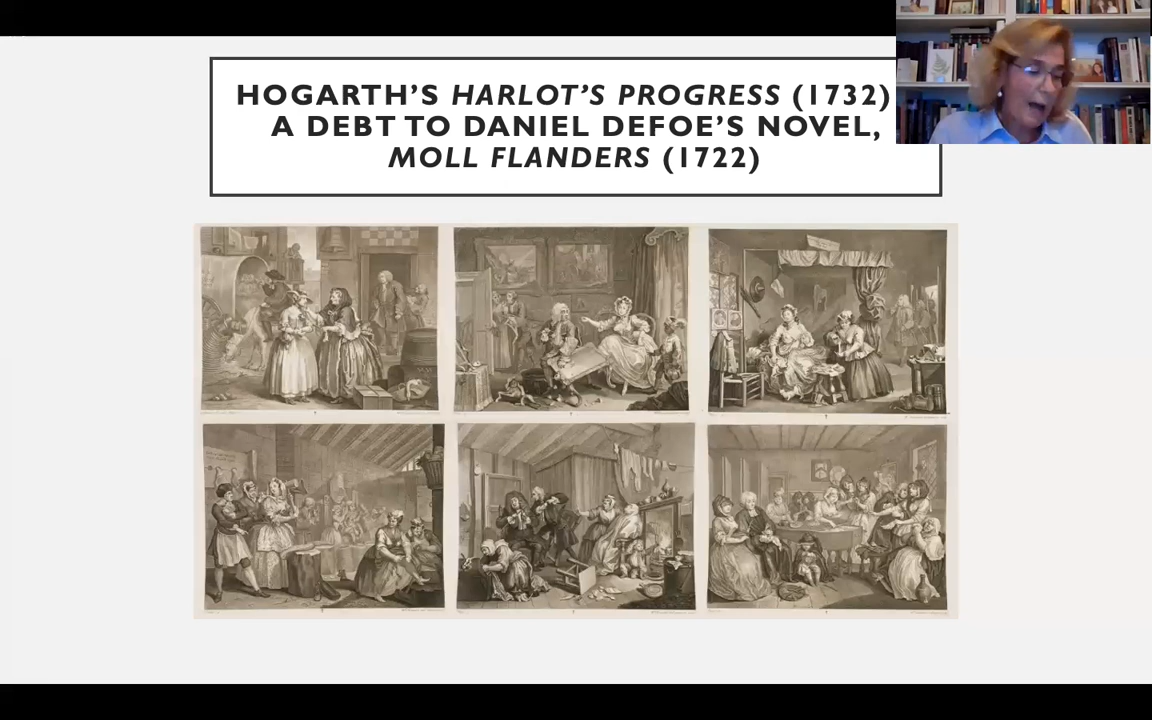 HOGARTH’S HARLOT’S PROGRESS (1732)
A DEBT TO DANIEL DEFOE’S NOVEL,
MOLL FLANDERS (1722)